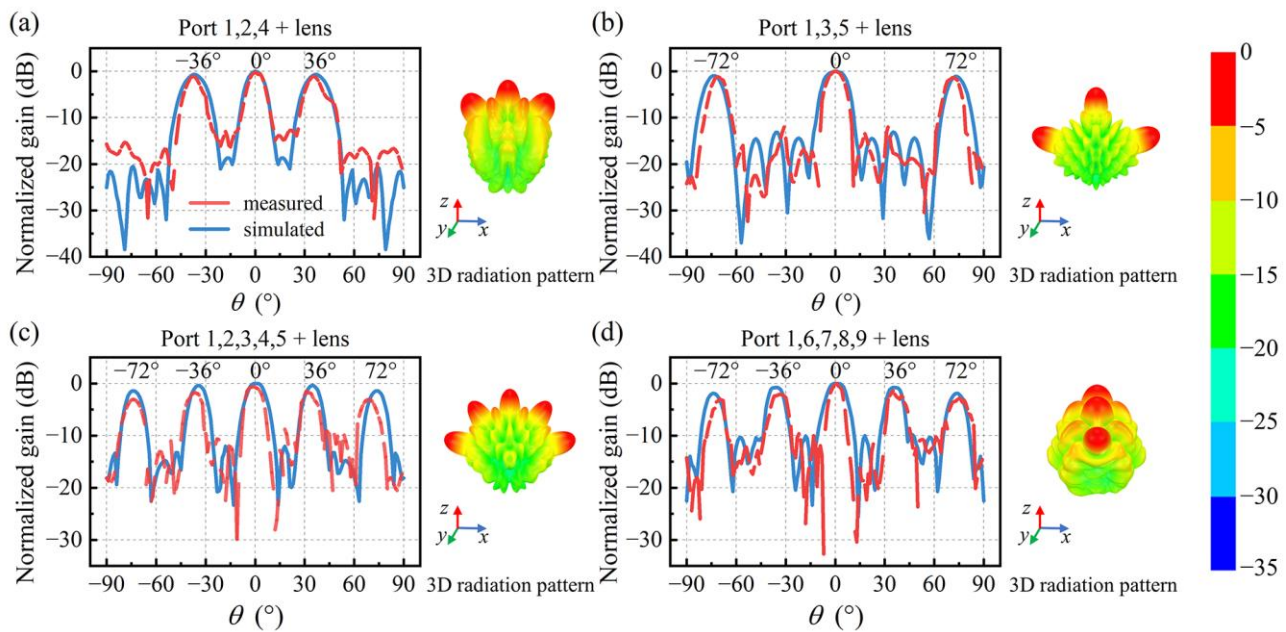 (a)
Port 1,2,4 + lens
Normalized gain (dB)
0
−10
−20
−30
−40
−36° 0° 36°
measured
simulated
−90 −60 −30 0 30 60 90
θ (°)
z
y x
3D radiation pattern
(b)
Port 1,3,5 + lens
Normalized gain (dB)
0
−10
−20
−30
−40
−72° 0° 72°
−90 −60 −30 0 30 60 90
θ (°)
z
y x
3D radiation pattern
(c)
Port 1,2,3,4,5 + lens
Normalized gain (dB)
0
−10
−20
−30
−72° −36° 0° 36° 72°
−90 −60 −30 0 30 60 90
θ (°)
z
y x
3D radiation pattern
(d)
Port 1,6,7,8,9 + lens
Normalized gain (dB)
0
−10
−20
−30
−72° −36° 0° 36° 72°
−90 −60 −30 0 30 60 90
θ (°)
z
y x
3D radiation pattern
0
−5
−10
−15
−20
−25
−30
−35